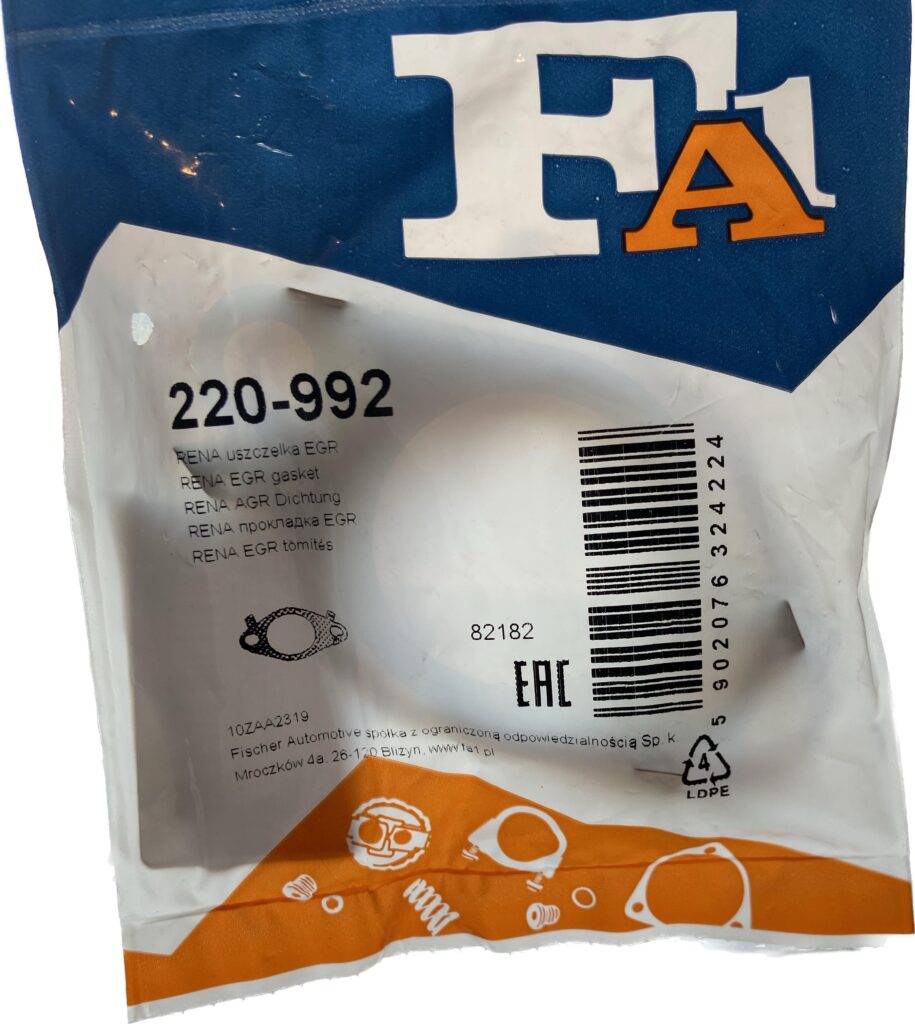 FA1
220-992
RENA uszczelka EGR
RENA EGR gasket
RENA AGR Dichtung
RENA прокладка EGR
RENA EGR tömítés
82182
EAC
5 902076 324224
10ZAA2319
Fischer Automotive spółka z ograniczoną odpowiedzialnością Sp. k.
Mroczków 4a. 26-120 Bliżyn, www.fa1.pl
4
LDPE